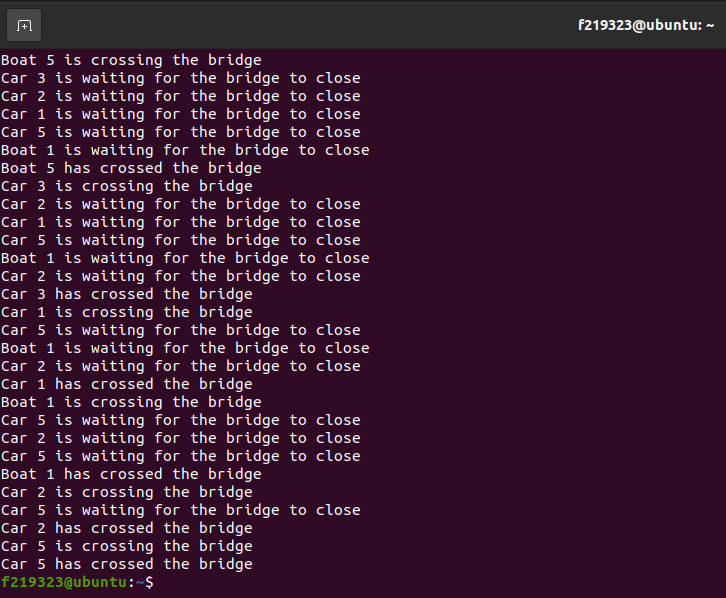 f219323@ubuntu: ~
Boat 5 is crossing the bridge
Car 3 is waiting for the bridge to close
Car 2 is waiting for the bridge to close
Car 1 is waiting for the bridge to close
Car 5 is waiting for the bridge to close
Boat 1 is waiting for the bridge to close
Boat 5 has crossed the bridge
Car 3 is crossing the bridge
Car 2 is waiting for the bridge to close
Car 1 is waiting for the bridge to close
Car 5 is waiting for the bridge to close
Boat 1 is waiting for the bridge to close
Car 2 is waiting for the bridge to close
Car 3 has crossed the bridge
Car 1 is crossing the bridge
Car 5 is waiting for the bridge to close
Boat 1 is waiting for the bridge to close
Car 2 is waiting for the bridge to close
Car 1 has crossed the bridge
Boat 1 is crossing the bridge
Car 5 is waiting for the bridge to close
Car 2 is waiting for the bridge to close
Car 5 is waiting for the bridge to close
Boat 1 has crossed the bridge
Car 2 is crossing the bridge
Car 5 is waiting for the bridge to close
Car 2 has crossed the bridge
Car 5 is crossing the bridge
Car 5 has crossed the bridge
f219323@ubuntu:~$